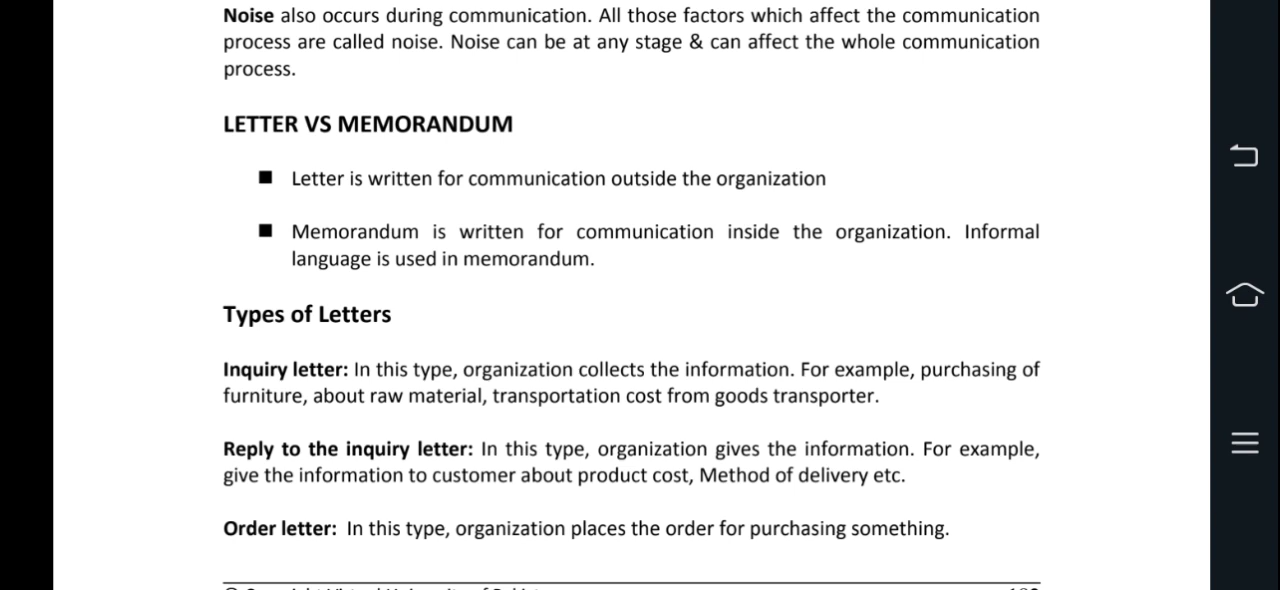 Noise also occurs during communication. All those factors which affect the communication
process are called noise. Noise can be at any stage & can affect the whole communication
process.
LETTER VS MEMORANDUM
■ Letter is written for communication outside the organization
■ Memorandum is written for communication inside the organization. Informal
language is used in memorandum.
Types of Letters
Inquiry letter: In this type, organization collects the information. For example, purchasing of
furniture, about raw material, transportation cost from goods transporter.
Reply to the inquiry letter: In this type, organization gives the information. For example,
give the information to customer about product cost, Method of delivery etc.
Order letter: In this type, organization places the order for purchasing something.